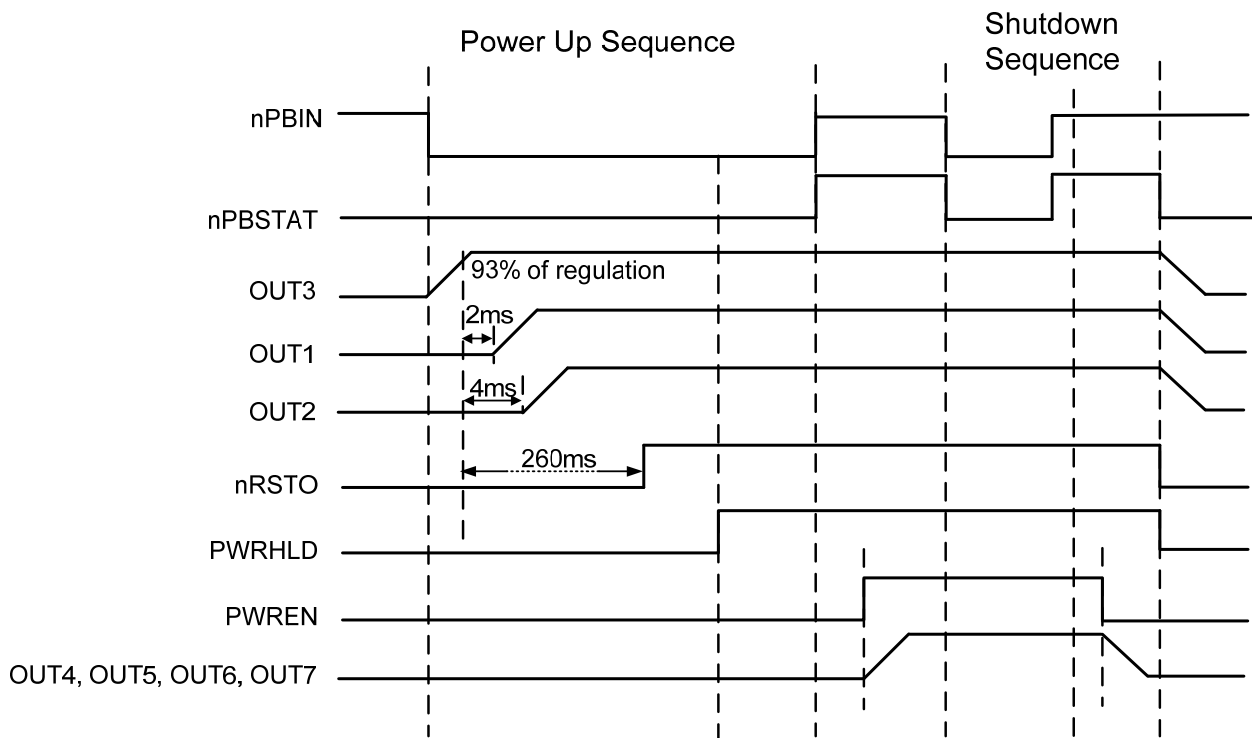 Power Up Sequence
Shutdown
Sequence
nPBIN
nPBSTAT
93% of regulation
OUT3
2ms
OUT1
4ms
OUT2
260ms
nRSTO
PWRHLD
PWREN
OUT4, OUT5, OUT6, OUT7